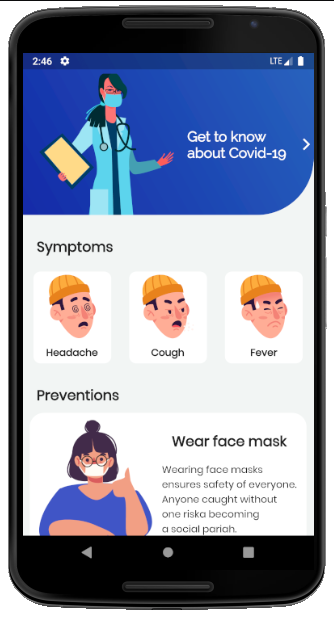 2:46 LTE
Get to know
about Covid-19
Symptoms
Headache Cough Fever
Preventions
Wear face mask
Wearing face masks
ensures safety of everyone.
Anyone caught without
one riska becoming
a social pariah.